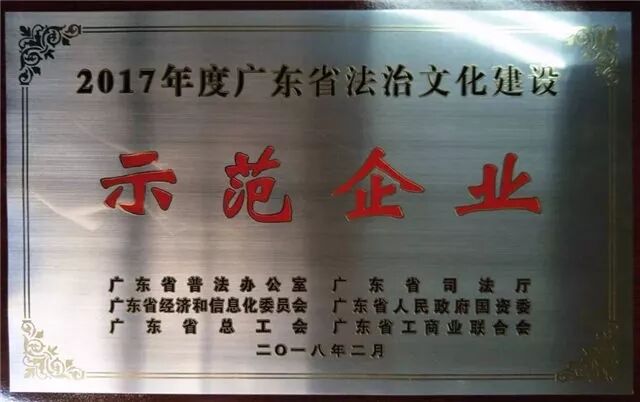 2017年度广东省法治文化建设
示范企业
广东省普法办公室 广东省司法厅
广东省经济和信息化委员会 广东省人民政府国资委
广东省总工会 广东省工商业联合会
二〇一八年二月